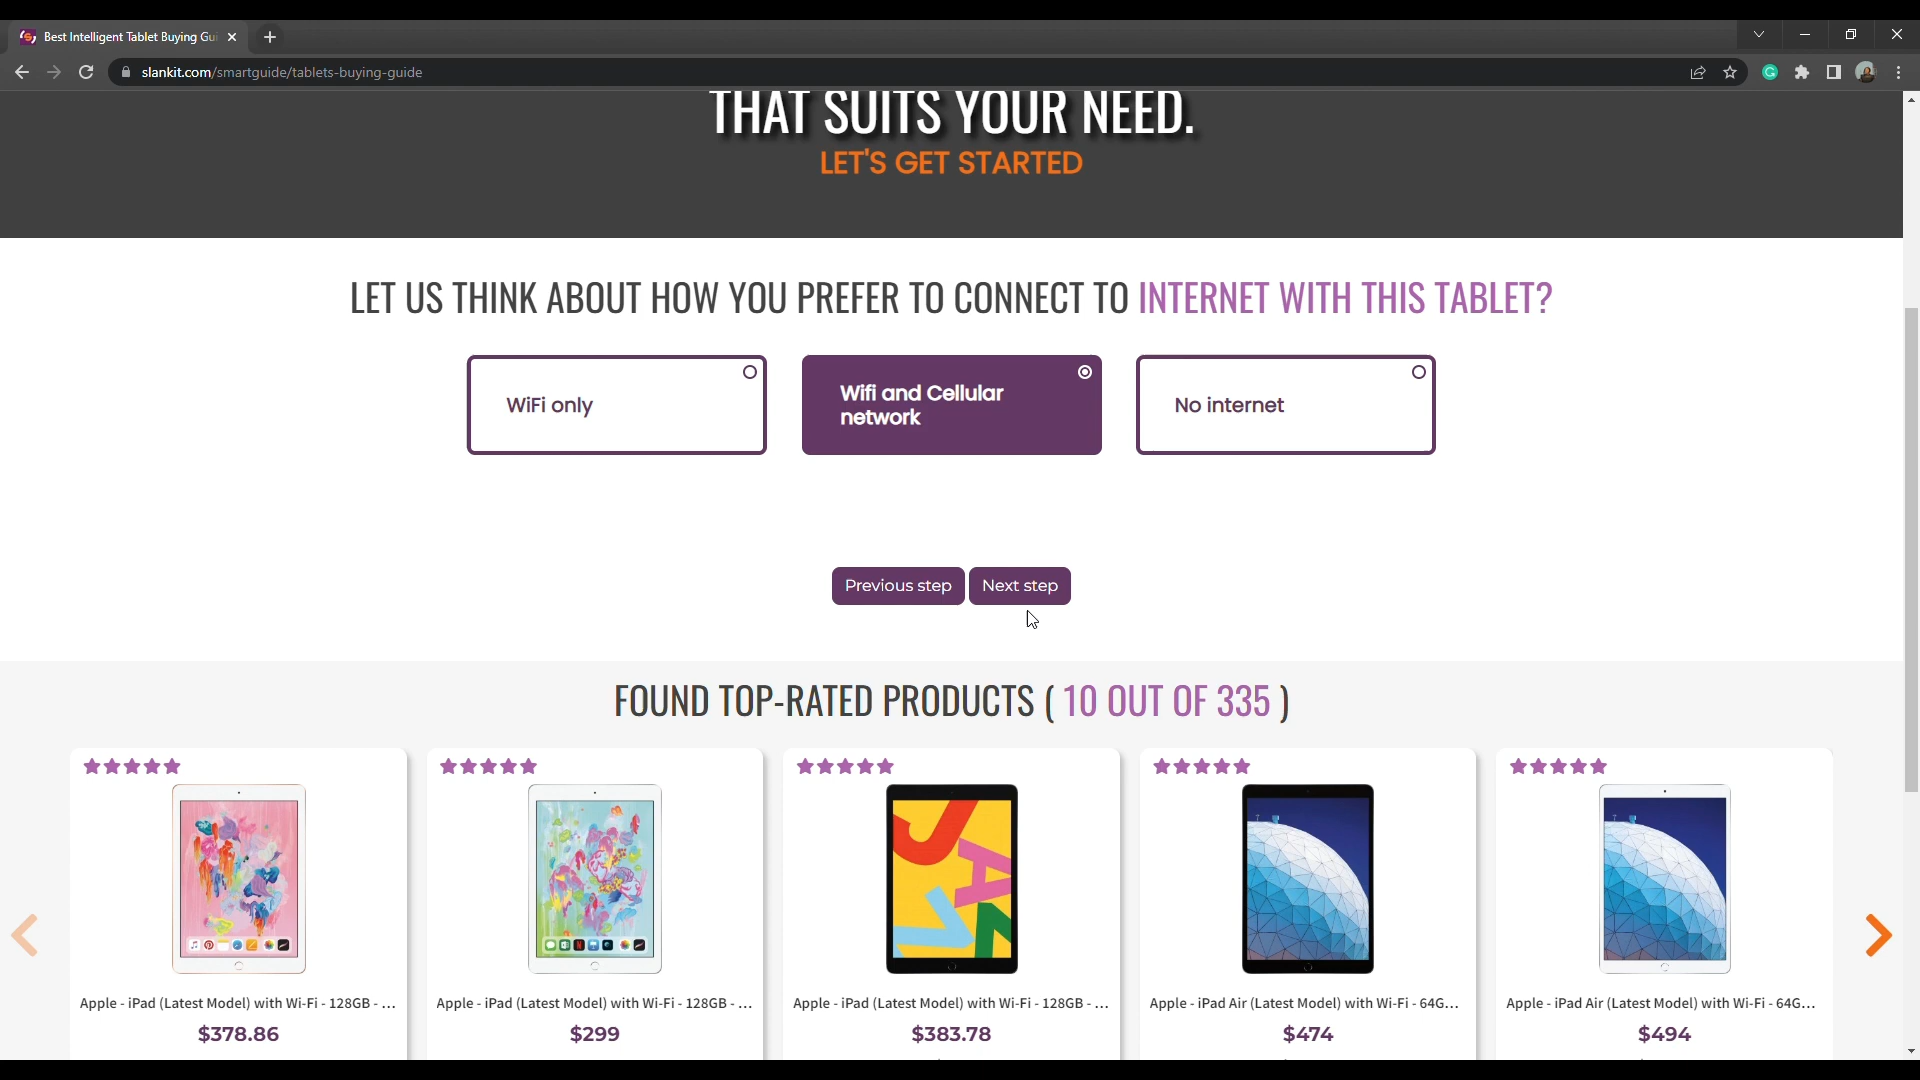 Best Intelligent Tablet Buying Gui
slankit.com/smartguide/tablets-buying-guide
THAT SUITS YOUR NEED.
LET'S GET STARTED
LET US THINK ABOUT HOW YOU PREFER TO CONNECT TO INTERNET WITH THIS TABLET?
WiFi only
Wifi and Cellular
network
No internet
Previous step
Next step
FOUND TOP-RATED PRODUCTS ( 10 OUT OF 335 )
Apple - iPad (Latest Model) with Wi-Fi - 128GB - ...
$378.86
Apple - iPad (Latest Model) with Wi-Fi - 128GB - ...
$299
Apple - iPad (Latest Model) with Wi-Fi - 128GB - ...
$383.78
Apple - iPad Air (Latest Model) with Wi-Fi - 64G...
$474
Apple - iPad Air (Latest Model) with Wi-Fi - 64G...
$494